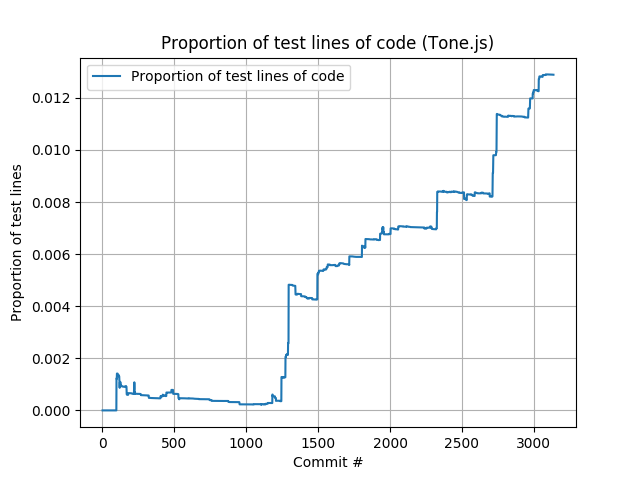 Proportion of test lines of code (Tone.js)
Proportion of test lines of code
0.012
0.010
0.008
0.006
0.004
0.002
0.000
Proportion of test lines
0 500 1000 1500 2000 2500 3000
Commit #